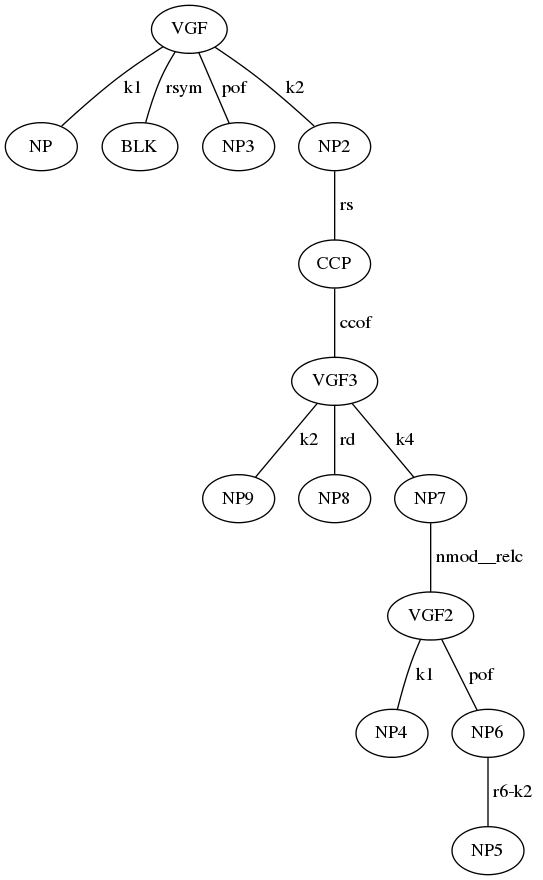 VGF
k1 rsym pof k2
NP BLK NP3 NP2
rs
CCP
ccof
VGF3
k2 rd k4
NP9 NP8 NP7
nmod__relc
VGF2
k1 pof
NP4 NP6
r6-k2
NP5